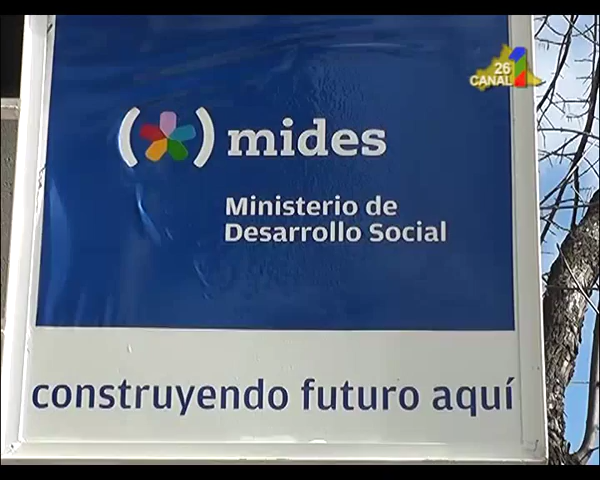 26
CANAL
mides
Ministerio de
Desarrollo Social
construyendo futuro aquí